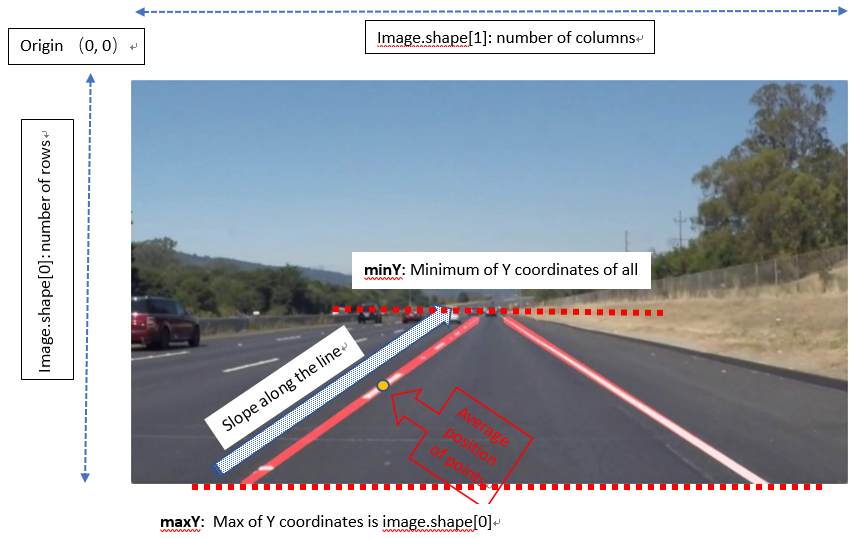 Image.shape[1]: number of columns
Origin (0, 0)
Image.shape[0]: number of rows
minY: Minimum of Y coordinates of all
Slope along the line
Average
position
of points
maxY: Max of Y coordinates is image.shape[0]